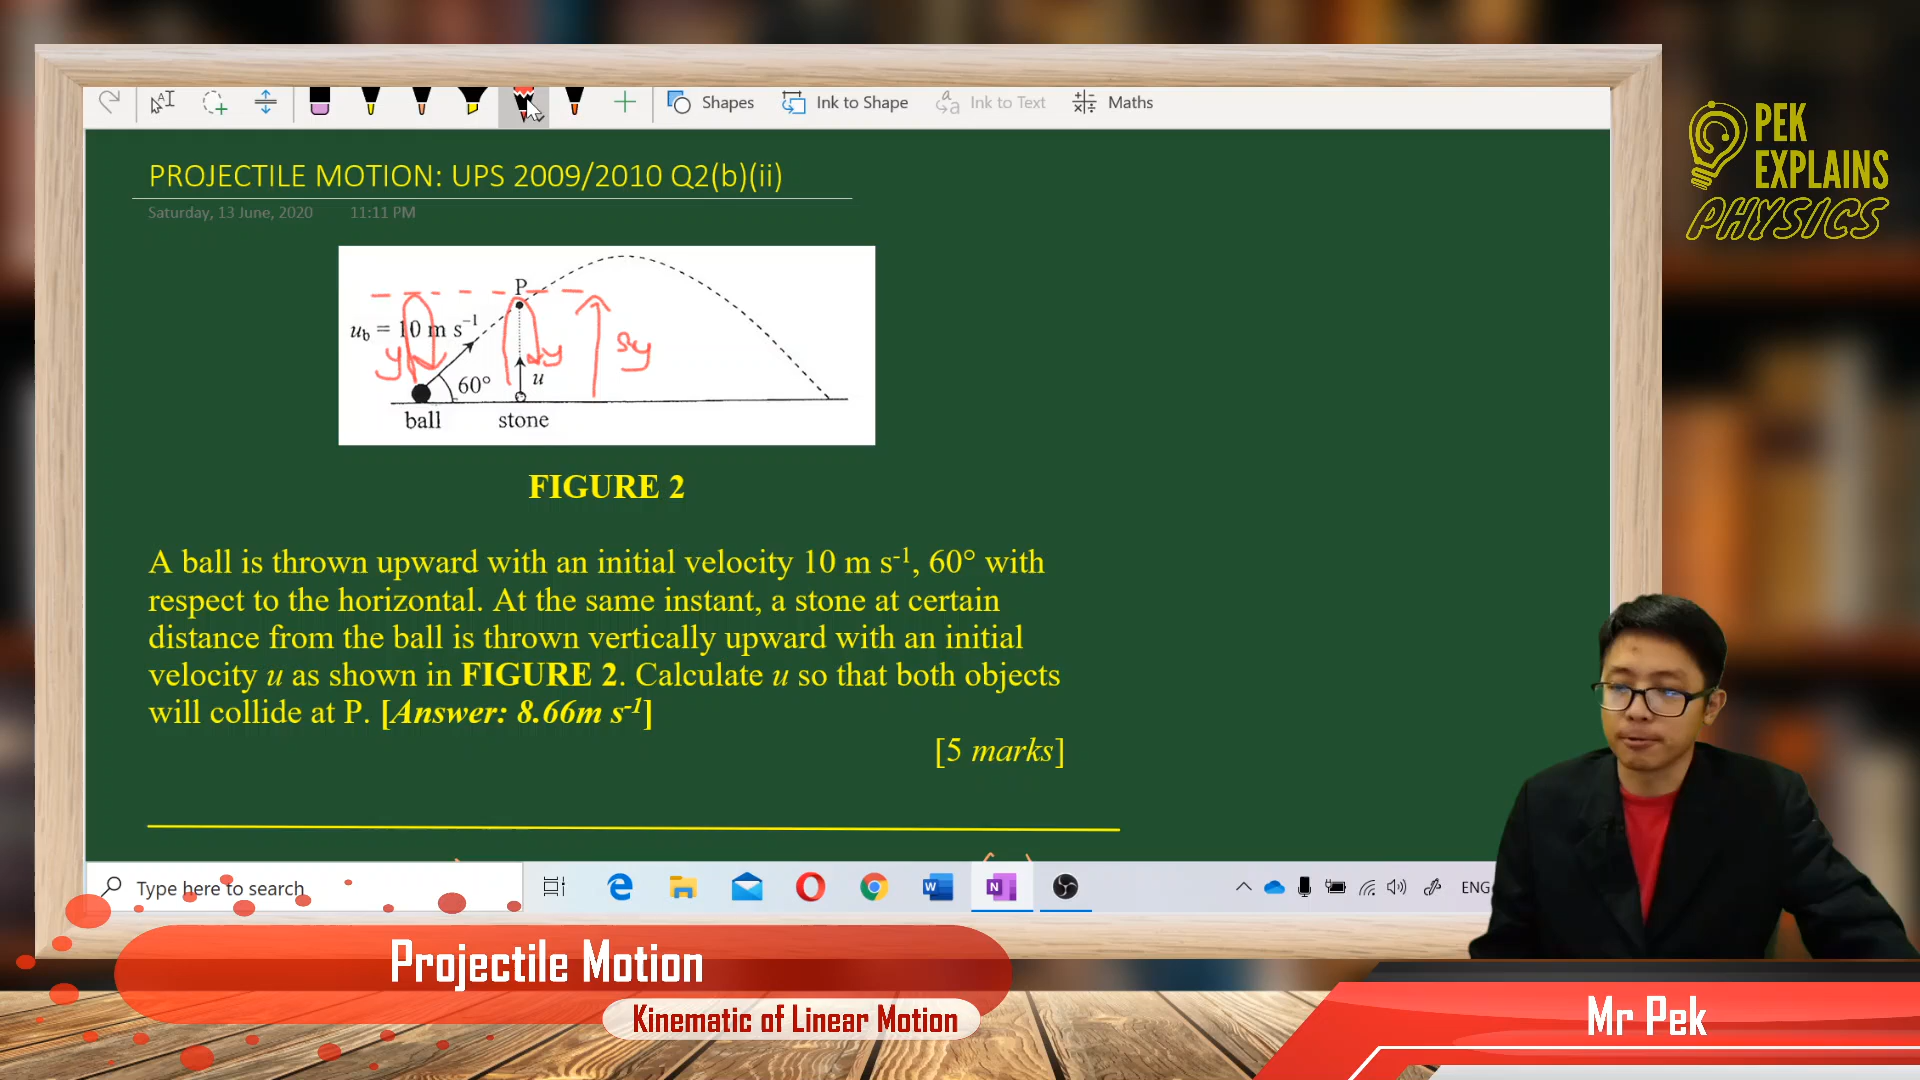 Shapes Ink to Shape Ink to Text Maths
PEK
EXPLAINS
PHYSICS
PROJECTILE MOTION: UPS 2009/2010 Q2(b)(ii)
Saturday, 13 June, 2020 11:11 PM
P
u_b = 10 m s⁻¹
y
y
sy
60°
u
ball
stone
FIGURE 2
A ball is thrown upward with an initial velocity 10 m s⁻¹, 60° with
respect to the horizontal. At the same instant, a stone at certain
distance from the ball is thrown vertically upward with an initial
velocity u as shown in FIGURE 2. Calculate u so that both objects
will collide at P. [Answer: 8.66m s⁻¹]
[5 marks]
Type here to search
ENG
Projectile Motion
Kinematic of Linear Motion
Mr Pek